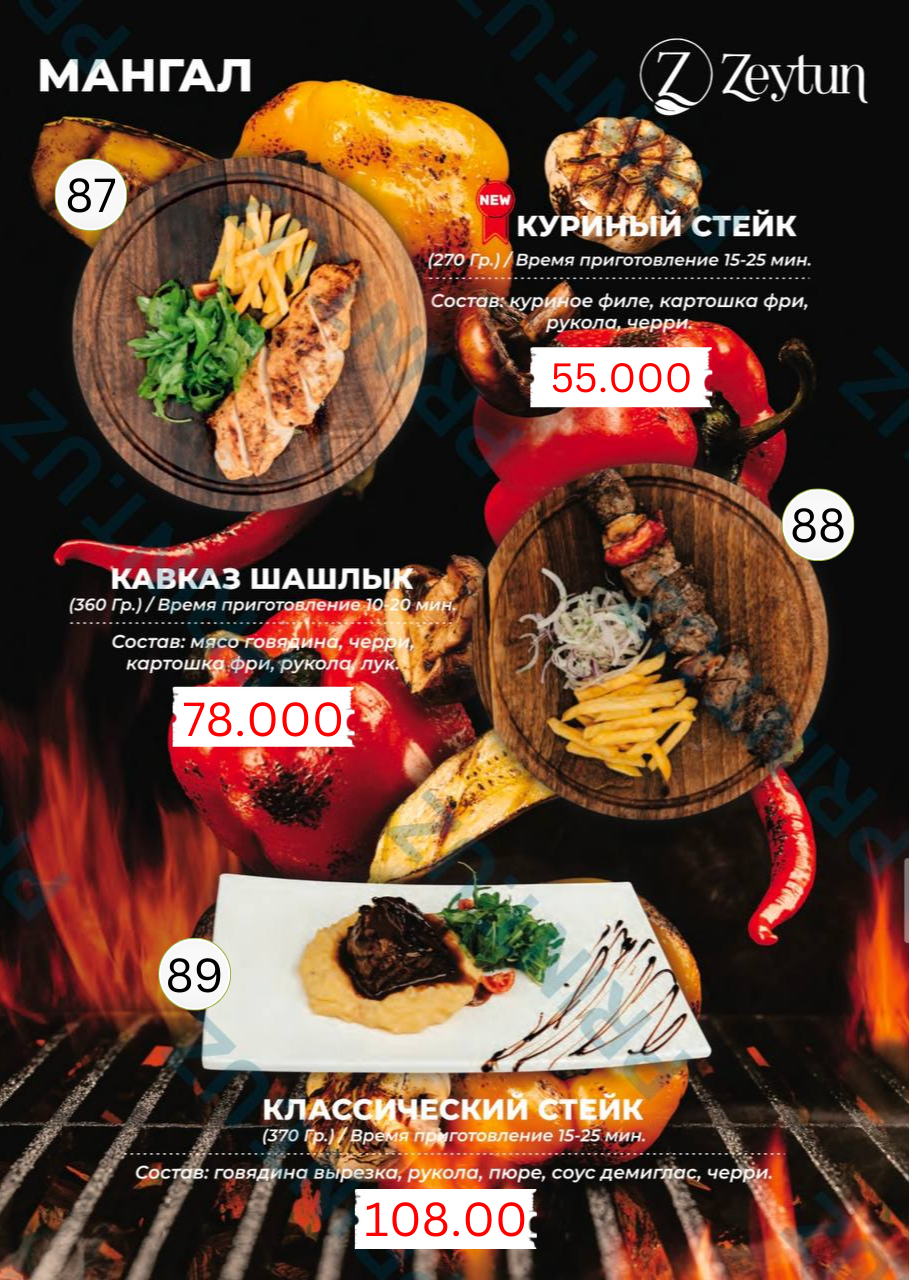 МАНГАЛ
Zeytun
87
NEW
КУРИНЫЙ СТЕЙК
(270 Гр.) / Время приготовление 15-25 мин.
Состав: куриное филе, картошка фри,
рукола, черри.
55.000
88
КАВКАЗ ШАШЛЫК
(360 Гр.) / Время приготовление 10-20 мин.
Состав: мясо говядина, черри,
картошка фри, рукола, лук.
78.000
89
КЛАССИЧЕСКИЙ СТЕЙК
(370 Гр.) / Время приготовление 15-25 мин.
Состав: говядина вырезка, рукола, пюре, соус демиглас, черри.
108.00